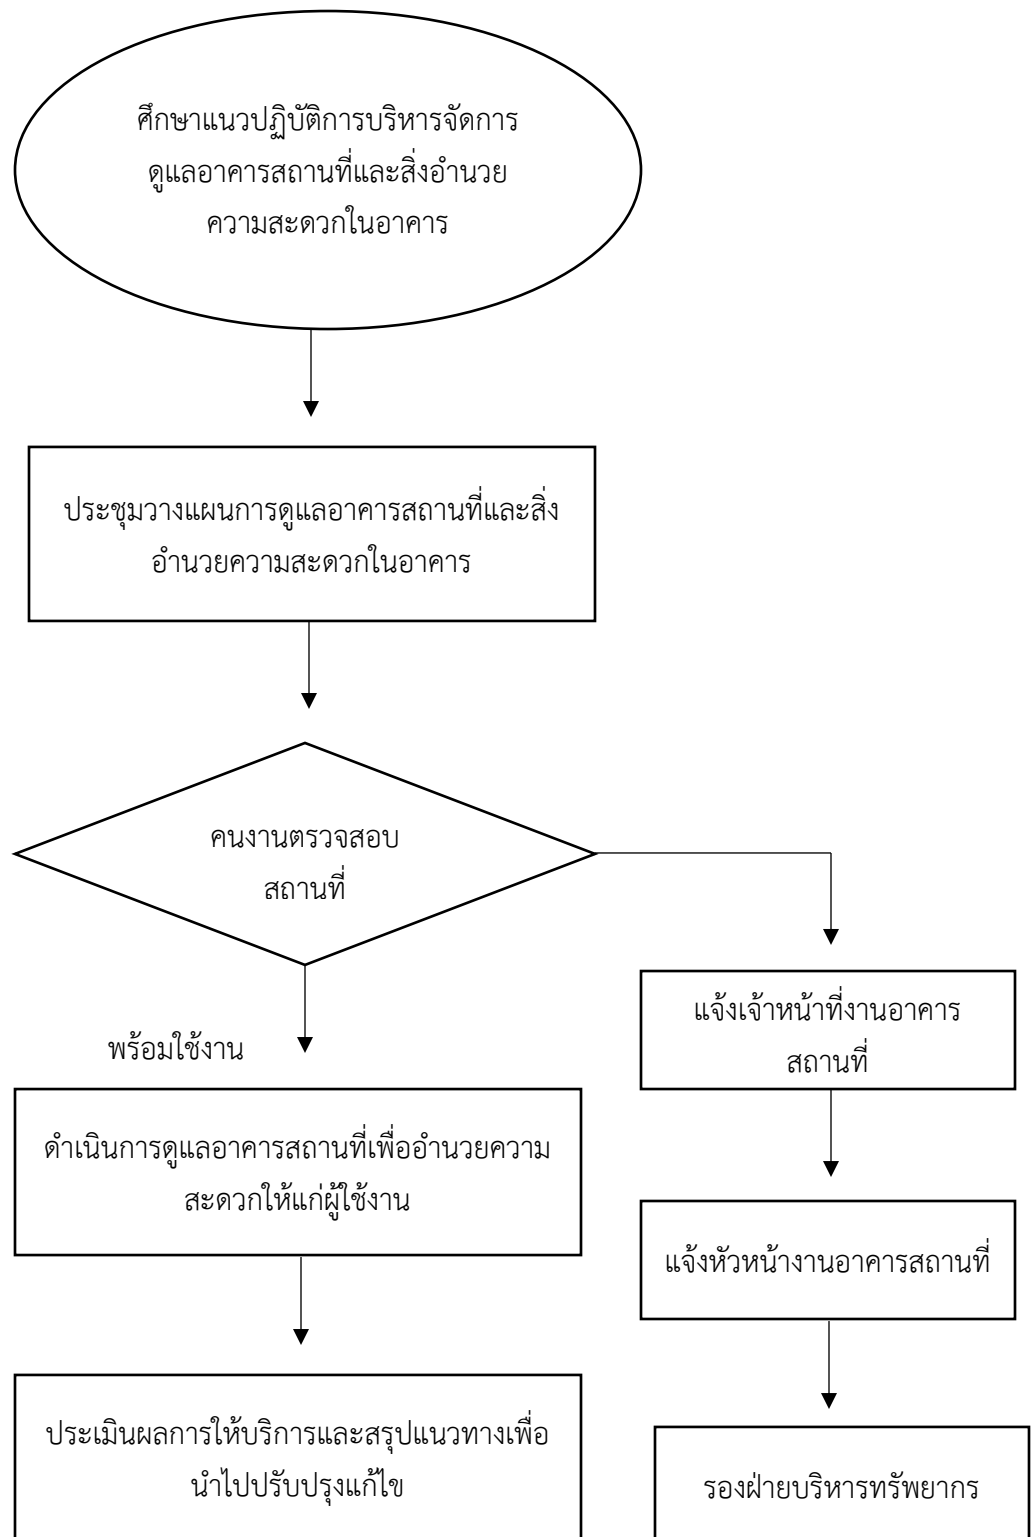 ศึกษาแนวปฏิบัติการบริหารจัดการ
ดูแลอาคารสถานที่และสิ่งอำนวย
ความสะดวกในอาคาร
ประชุมวางแผนการดูแลอาคารสถานที่และสิ่ง
อำนวยความสะดวกในอาคาร
คนงานตรวจสอบ
สถานที่
พร้อมใช้งาน
ดำเนินการดูแลอาคารสถานที่เพื่ออำนวยความ
สะดวกให้แก่ผู้ใช้งาน
ประเมินผลการให้บริการและสรุปแนวทางเพื่อ
นำไปปรับปรุงแก้ไข
แจ้งเจ้าหน้าที่งานอาคาร
สถานที่
แจ้งหัวหน้างานอาคารสถานที่
รองฝ่ายบริหารทรัพยากร